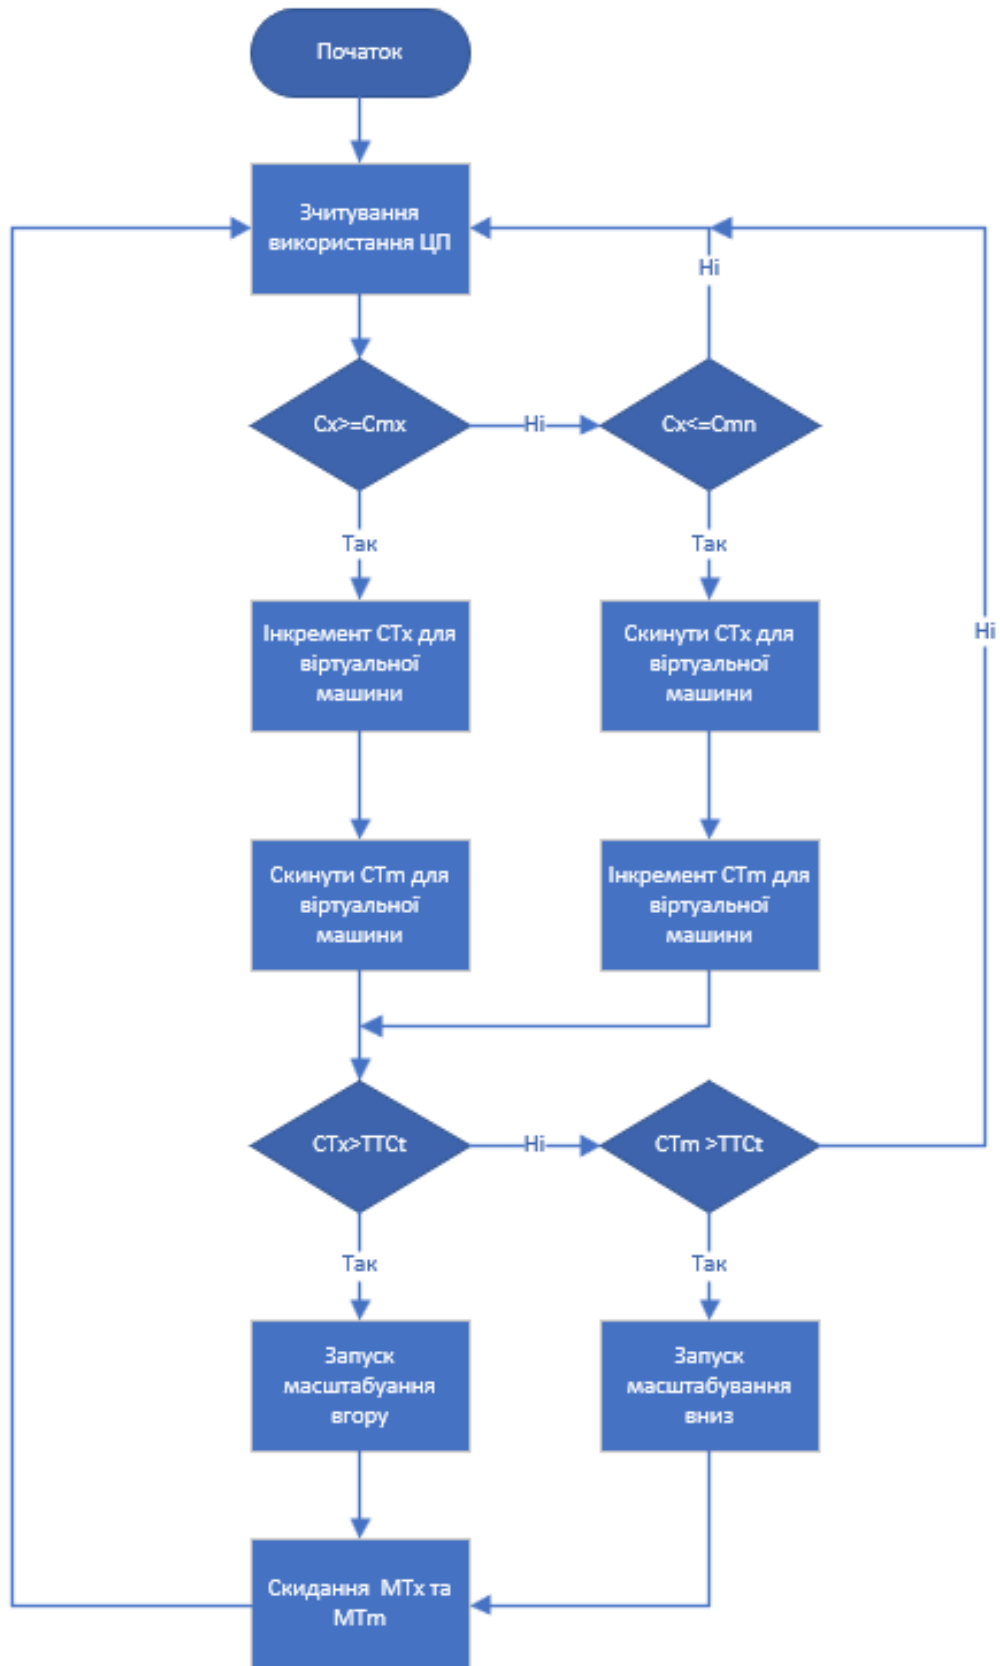 Початок
Зчитування
використання ЦП
Ні
Cx>=Cmx
Ні
Cx<=Cmn
Так
Так
Інкремент CTx для
віртуальної
машини
Скинути CTx для
віртуальної
машини
Ні
Скинути CTm для
віртуальної
машини
Інкремент CTm для
віртуальної
машини
CTx>TTCt
Ні
CTm >TTCt
Так
Так
Запуск
масштабуання
вгору
Запуск
масштабування
вниз
Скидання MTx та
MTm